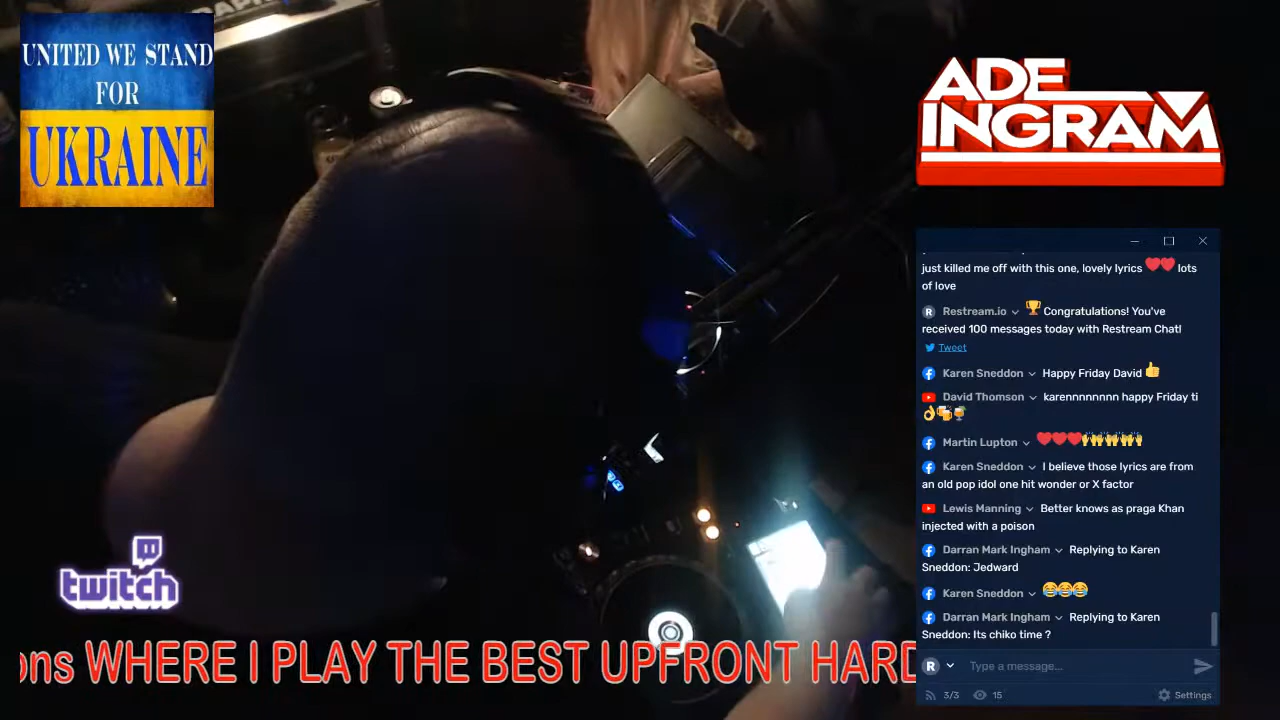 UNITED WE STAND
FOR
UKRAINE
ADE
INGRAM
just killed me off with this one, lovely lyrics ❤️❤️ lots
of love
R Restream.io 🏆 Congratulations! You've
received 100 messages today with Restream Chat!
Tweet
Karen Sneddon Happy Friday David 👍
David Thomson karennnnnnnn happy Friday ti
👌🍻🍹
Martin Lupton ❤️❤️❤️🙌🙌🙌🙌
Karen Sneddon I believe those lyrics are from
an old pop idol one hit wonder or X factor
Lewis Manning Better knows as praga Khan
injected with a poison
Darran Mark Ingham Replying to Karen
Sneddon: Jedward
Karen Sneddon 😂😂😂
Darran Mark Ingham Replying to Karen
Sneddon: Its chiko time ?
R Type a message...
3/3 15 Settings
twitch
ons WHERE I PLAY THE BEST UPFRONT HARD